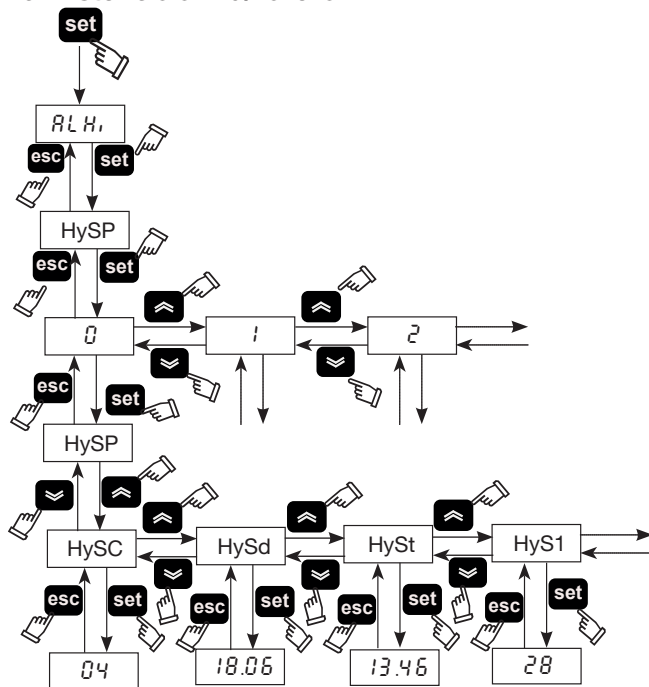 set
ALHi
esc set
HySP
esc set
0 1 2
esc set
HySP
HySC HySd HySt HyS1
esc set esc set esc set esc set
04 18.06 13.46 28